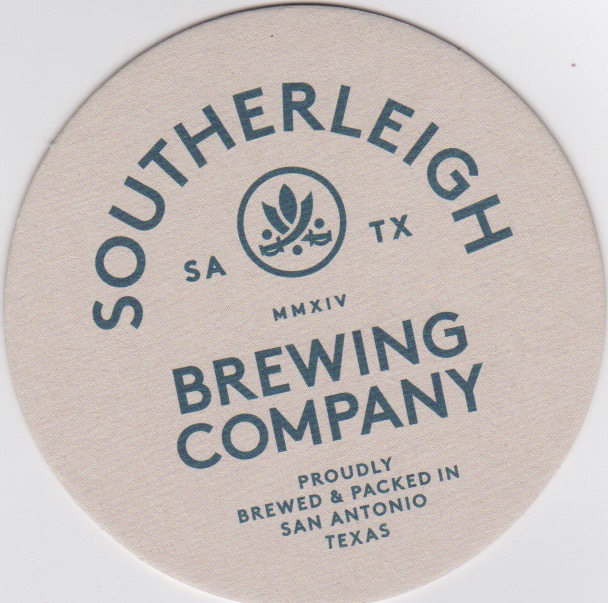 SOUTHERLEIGH
SA TX
MMXIV
BREWING
COMPANY
PROUDLY
BREWED & PACKED IN
SAN ANTONIO
TEXAS